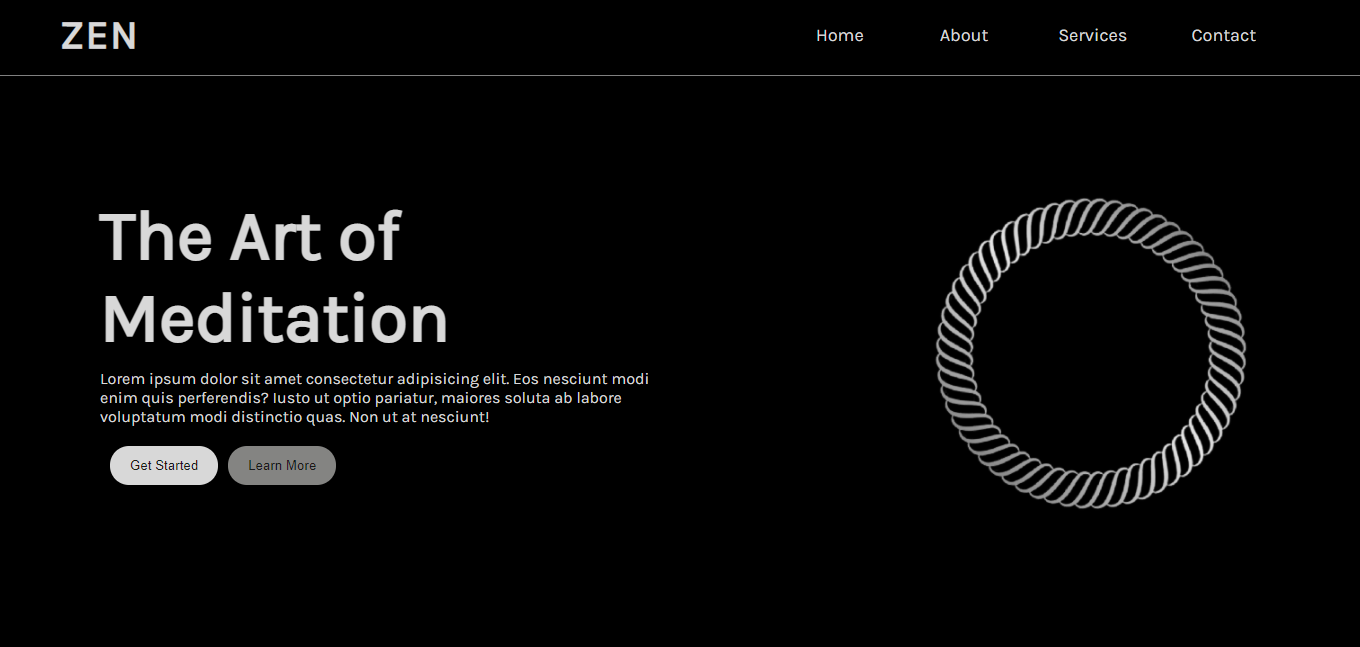 ZEN
Home About Services Contact
The Art of
Meditation
Lorem ipsum dolor sit amet consectetur adipisicing elit. Eos nesciunt modi
enim quis perferendis? Iusto ut optio pariatur, maiores soluta ab labore
voluptatum modi distinctio quas. Non ut at nesciunt!
Get Started Learn More